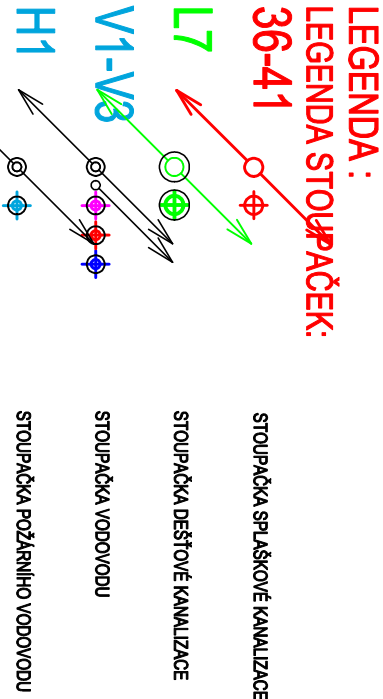 LEGENDA :
LEGENDA STOUPAČEK:
36-41
STOUPAČKA SPLAŠKOVÉ KANALIZACE
L7
STOUPAČKA DEŠŤOVÉ KANALIZACE
V1-V3
STOUPAČKA VODOVODU
H1
STOUPAČKA POŽÁRNÍHO VODOVODU